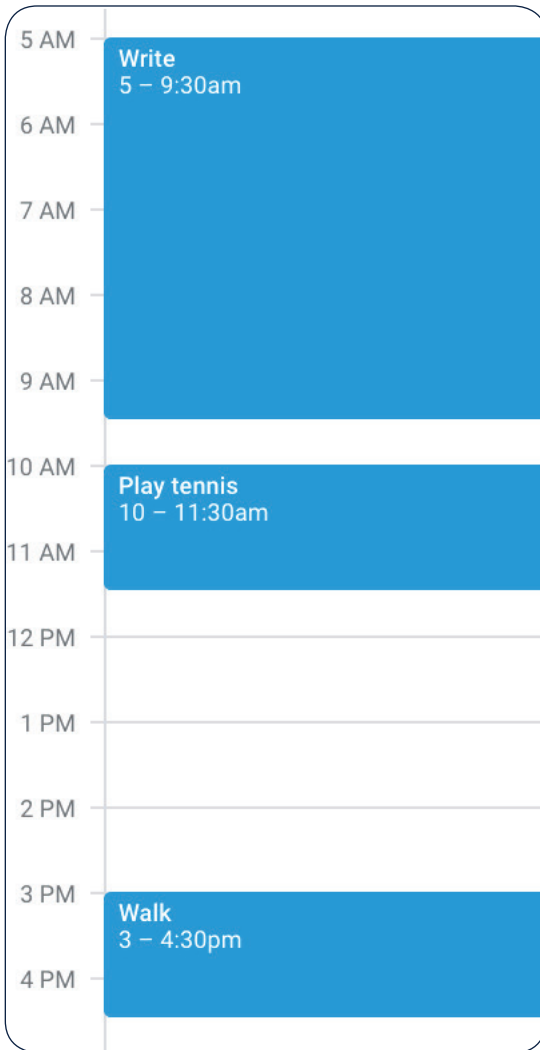 5 AM
Write
5 – 9:30am
6 AM
7 AM
8 AM
9 AM
10 AM
Play tennis
10 – 11:30am
11 AM
12 PM
1 PM
2 PM
3 PM
Walk
3 – 4:30pm
4 PM